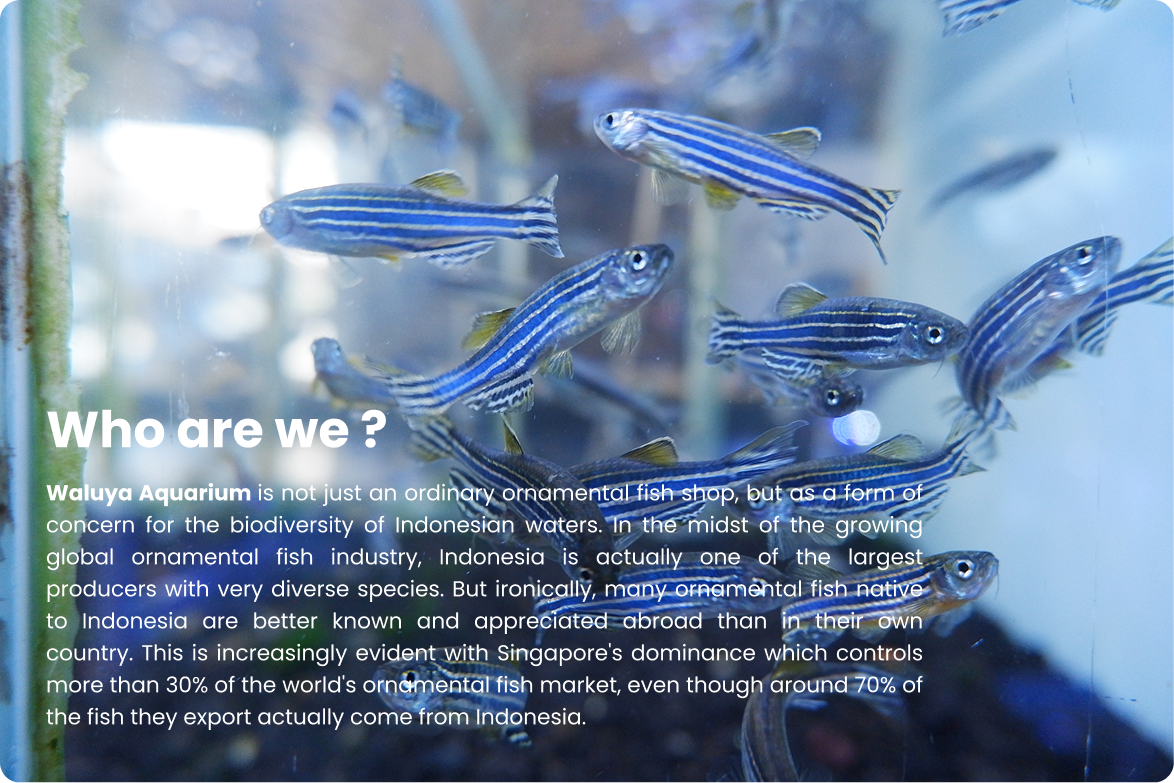 Who are we ?
Waluya Aquarium is not just an ordinary ornamental fish shop, but as a form of
concern for the biodiversity of Indonesian waters. In the midst of the growing
global ornamental fish industry, Indonesia is actually one of the largest
producers with very diverse species. But ironically, many ornamental fish native
to Indonesia are better known and appreciated abroad than in their own
country. This is increasingly evident with Singapore's dominance which controls
more than 30% of the world's ornamental fish market, even though around 70% of
the fish they export actually come from Indonesia.